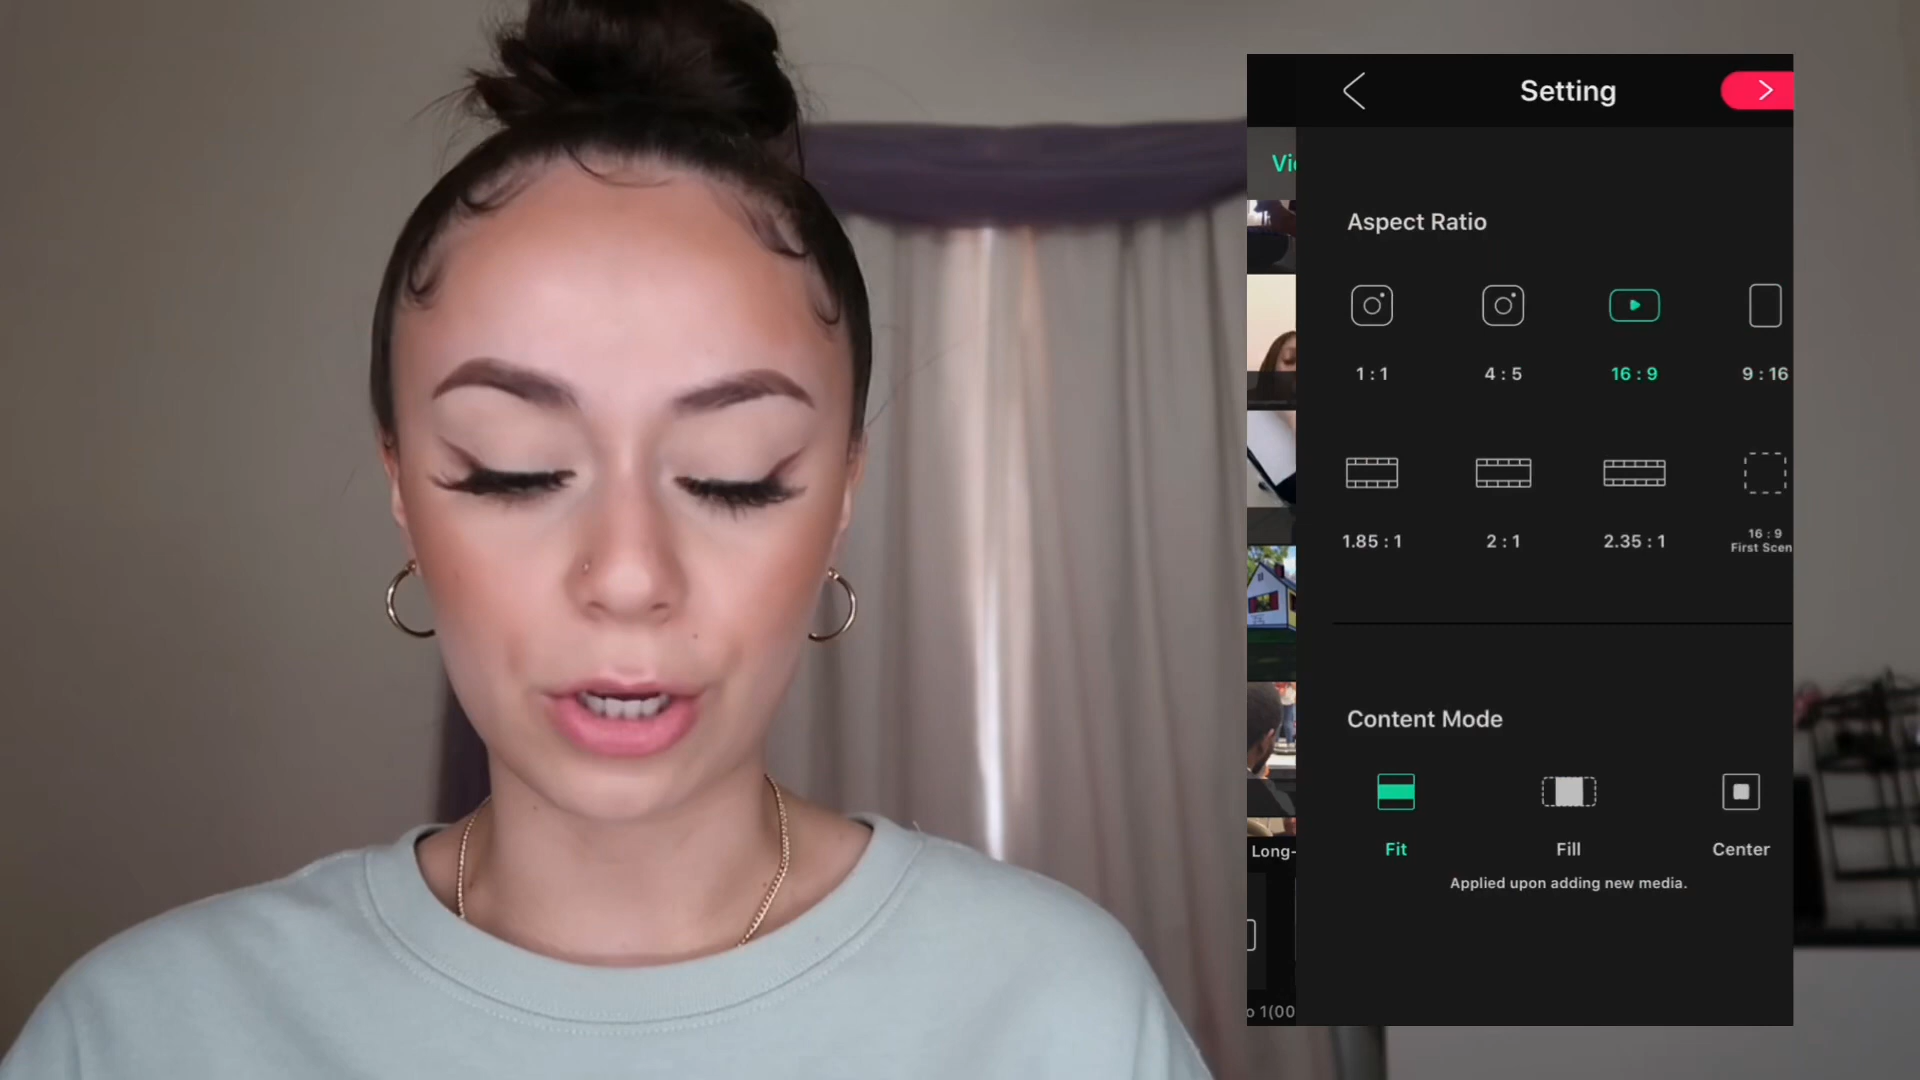 Setting
Vi
Aspect Ratio
1 : 1
4 : 5
16 : 9
9 : 16
1.85 : 1
2 : 1
2.35 : 1
16 : 9
First Scen
Content Mode
Fit
Fill
Center
Long-
Applied upon adding new media.
o 1(00